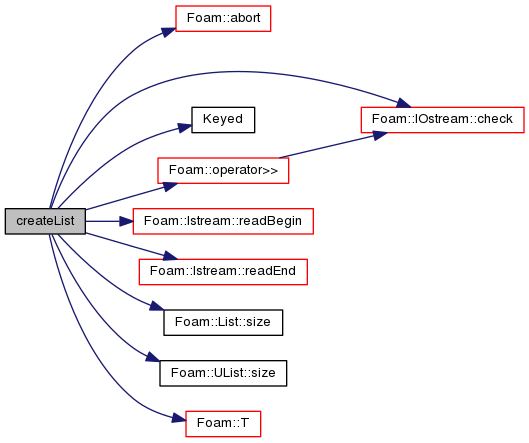 Foam::abort
Keyed
Foam::IOstream::check
Foam::operator>>
createList
Foam::Istream::readBegin
Foam::Istream::readEnd
Foam::List::size
Foam::UList::size
Foam::T